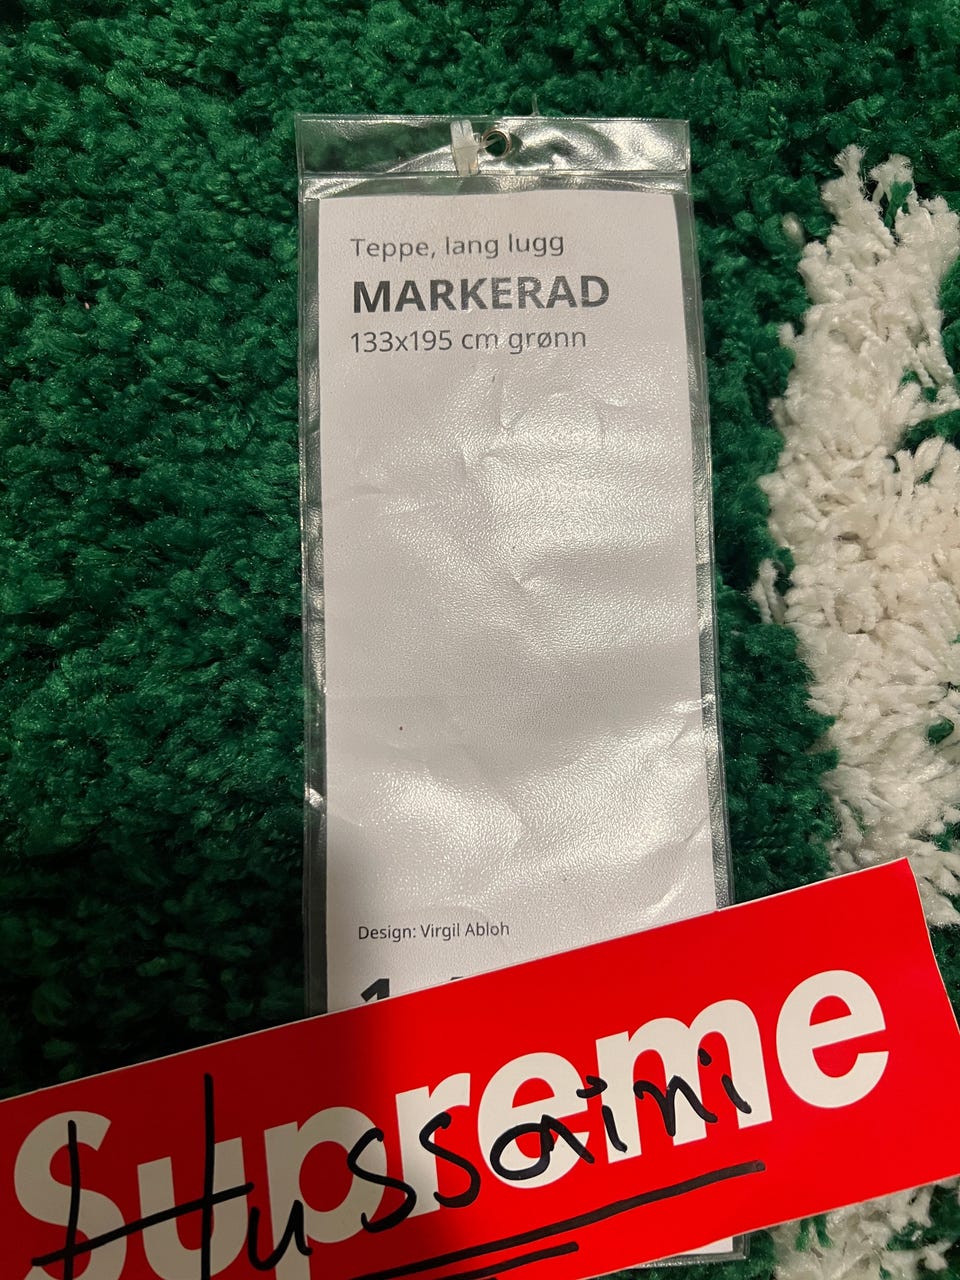 Teppe, lang lugg
MARKERAD
133x195 cm grønn
Design: Virgil Abloh
Supreme
Hussaini